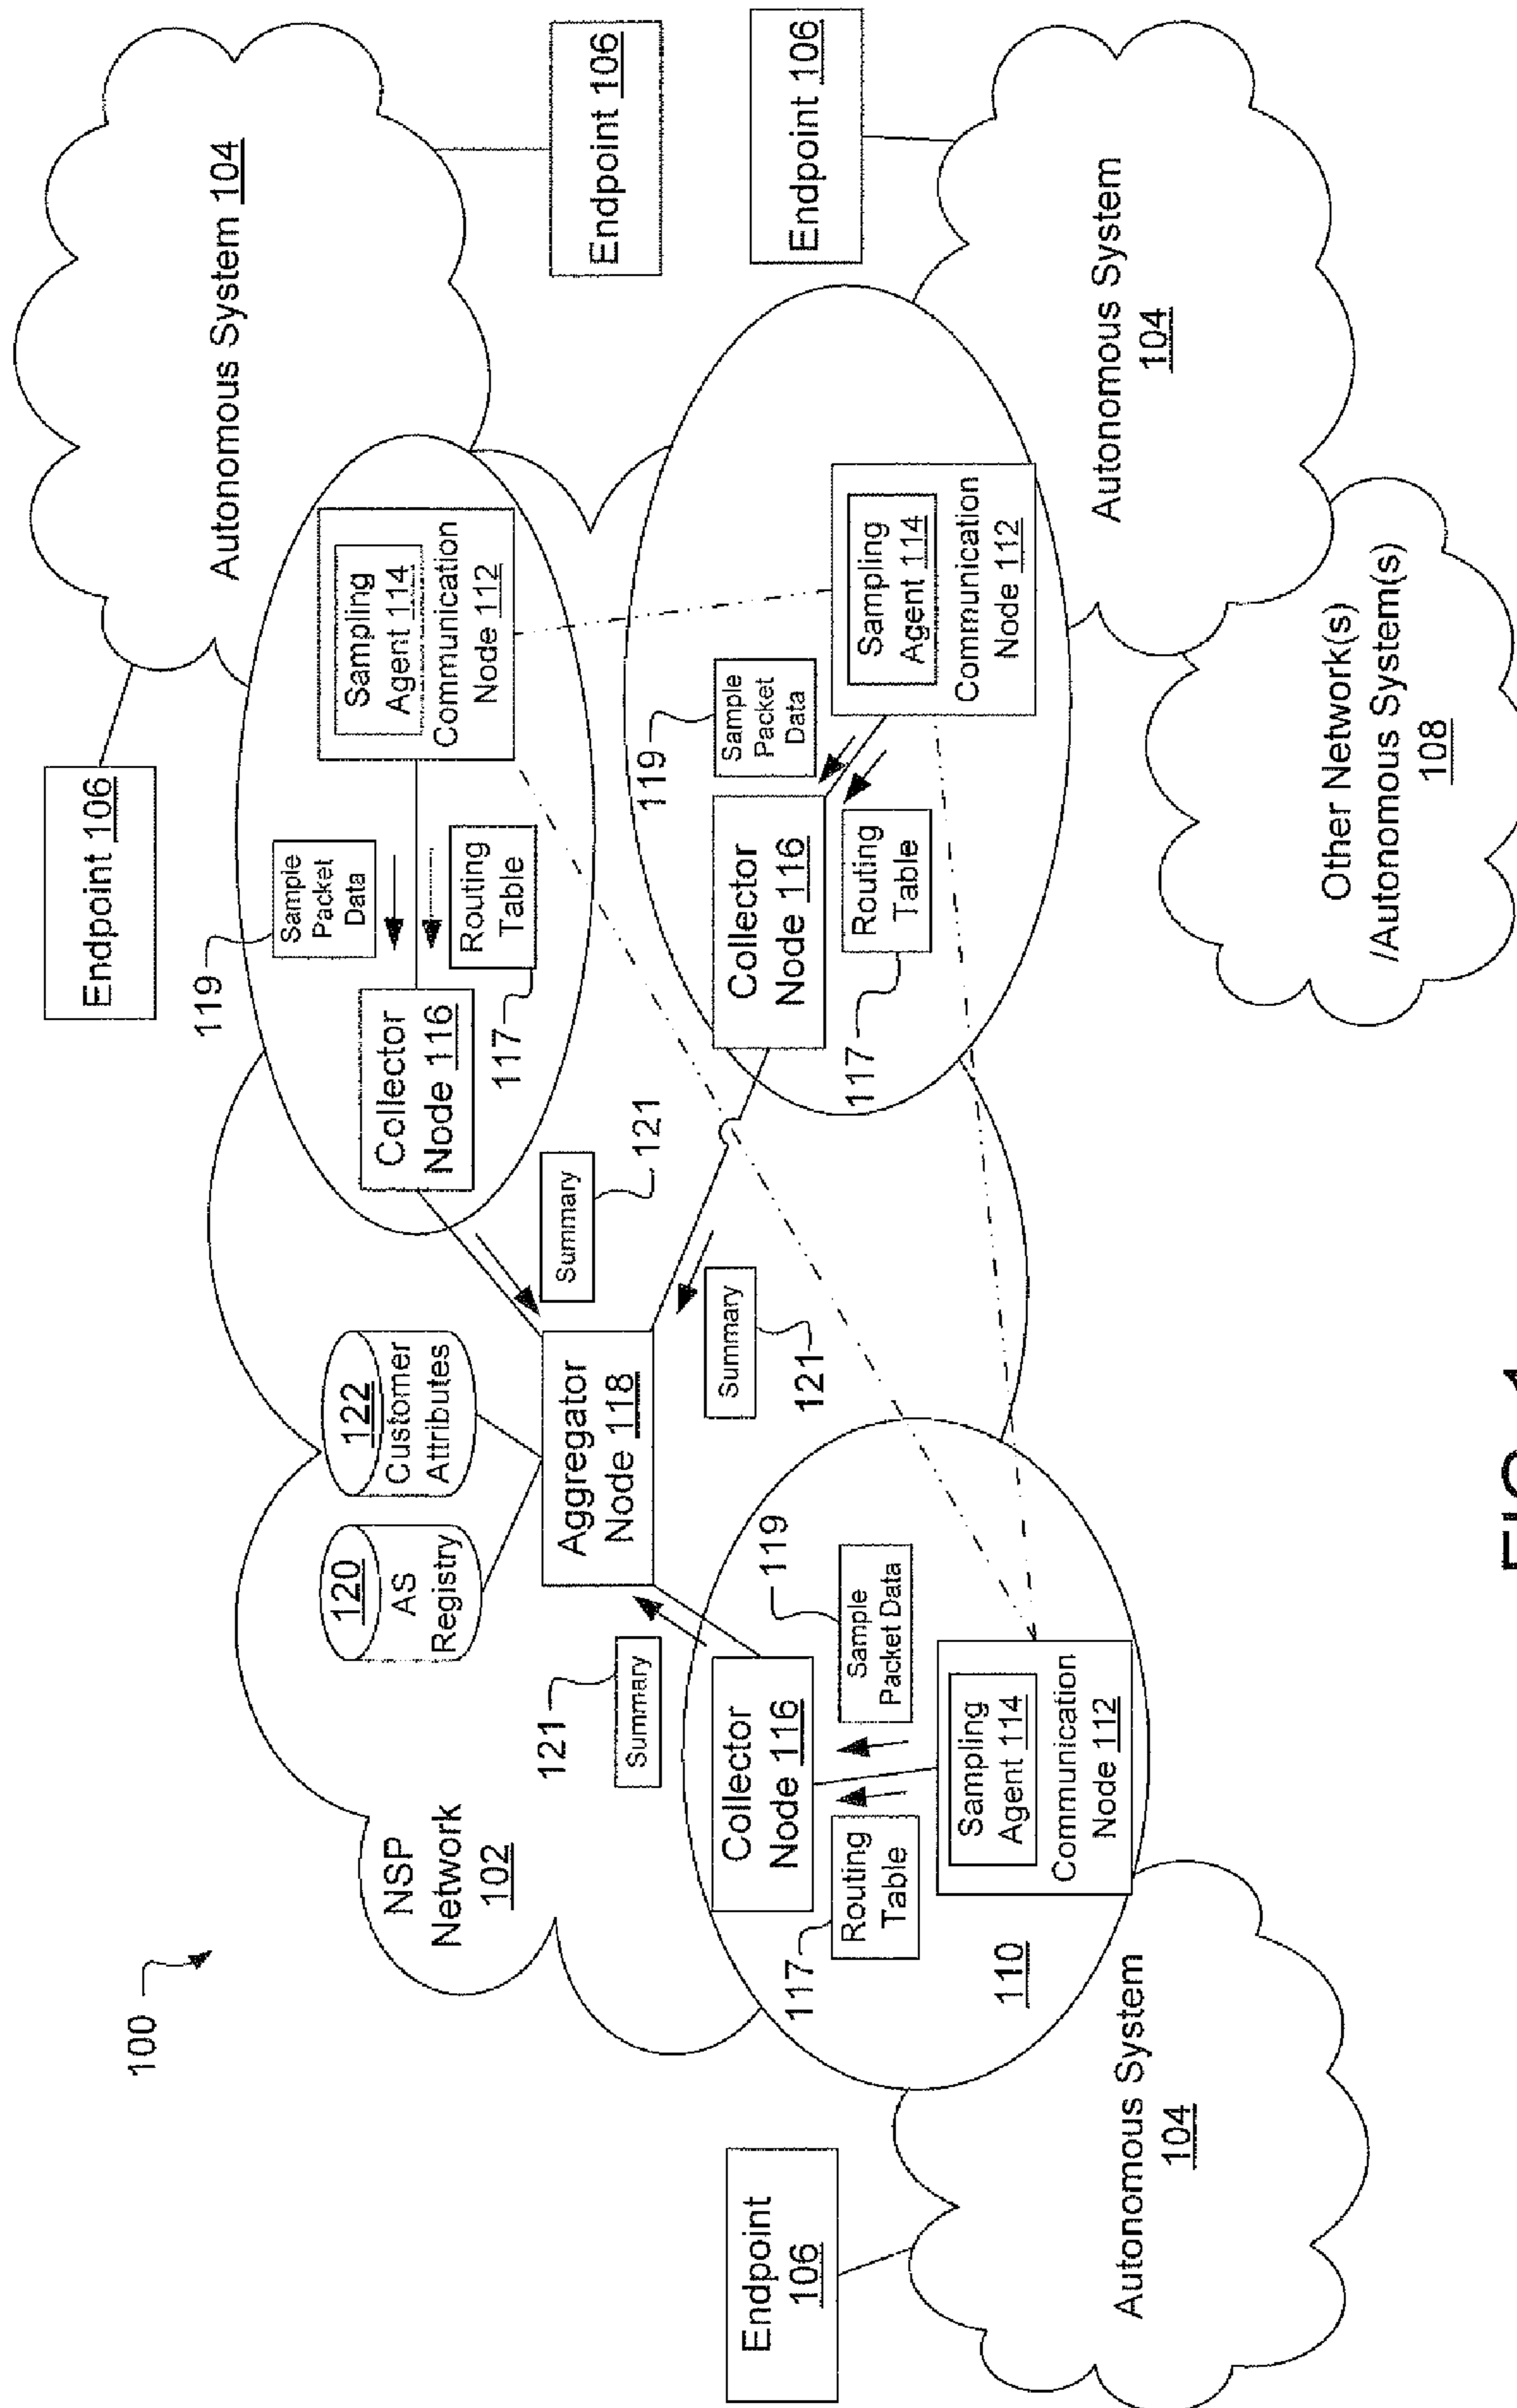 100
NSP
Network
102
120
AS
Registry
122
Customer
Attributes
Aggregator
Node 118
121
Summary
Summary
121
Summary
121
Collector
Node 116
Routing
Table
117
Sample
Packet Data
119
Sampling
Agent 114
Communication
Node 112
110
Endpoint
106
Autonomous System
104
Collector
Node 116
119
Sample
Packet
Data
Routing
Table
117
Sampling
Agent 114
Communication
Node 112
Endpoint 106
Autonomous System 104
Endpoint 106
Collector
Node 116
119
Sample
Packet
Data
Routing
Table
117
Sampling
Agent 114
Communication
Node 112
Endpoint 106
Autonomous System
104
Other Network(s)
/Autonomous System(s)
108
FIG. 1